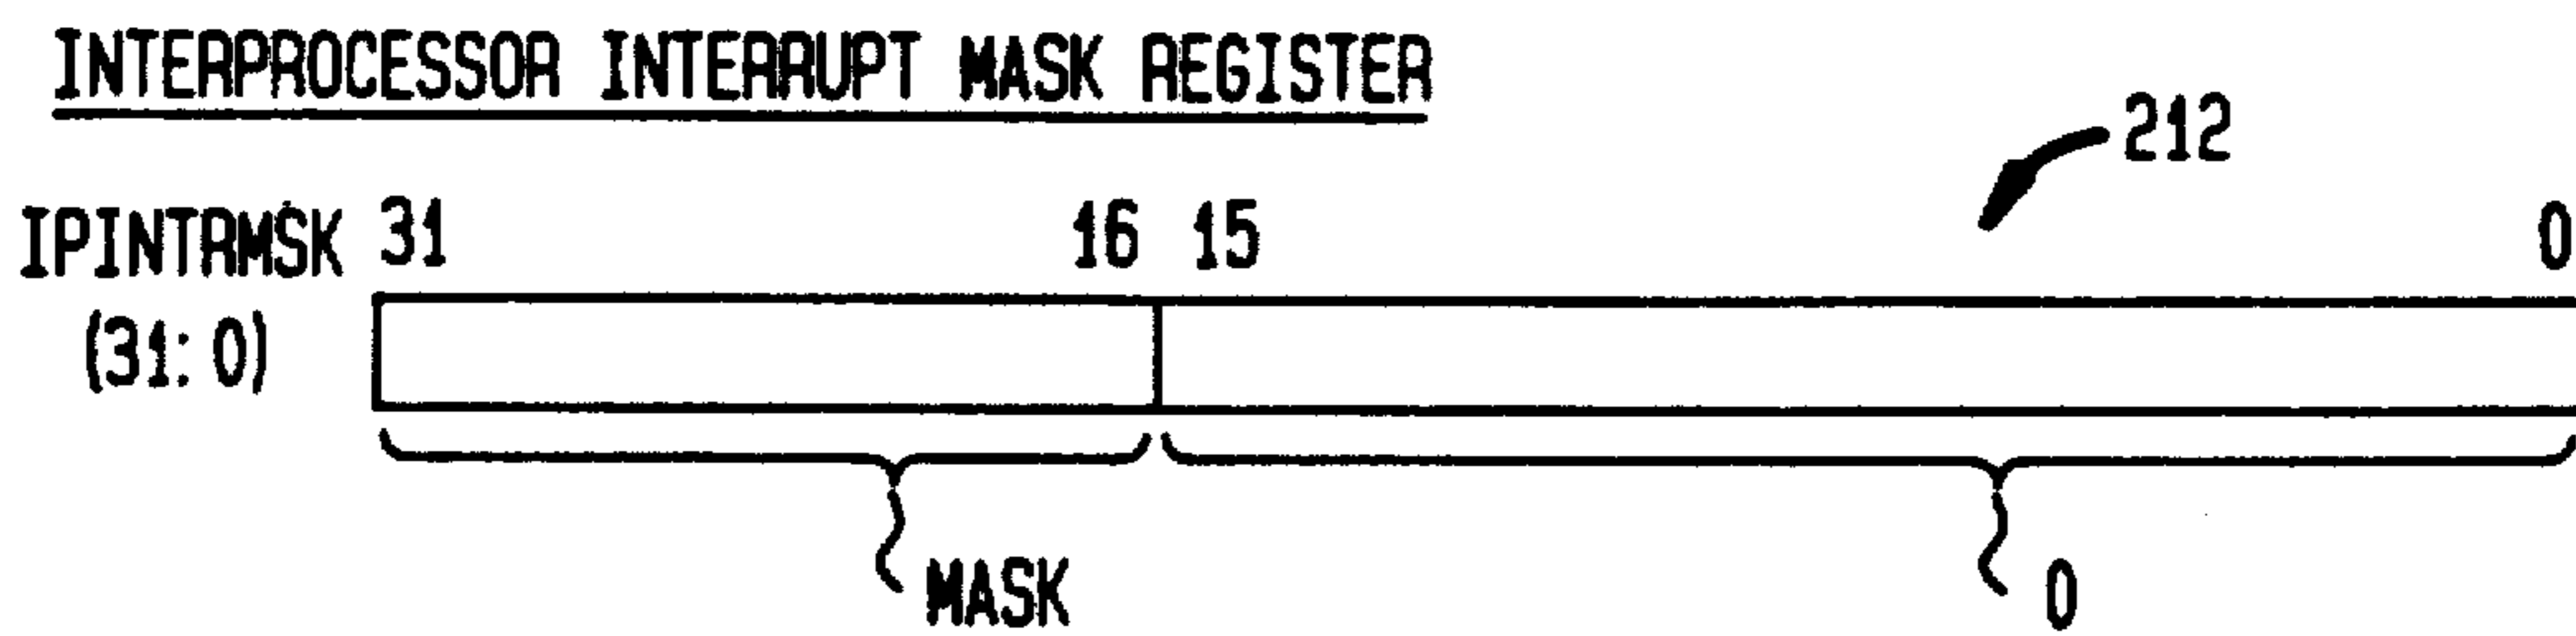 INTERPROCESSOR INTERRUPT MASK REGISTER
212
IPINTRMSK 31 16 15 0
(31:0)
MASK 0